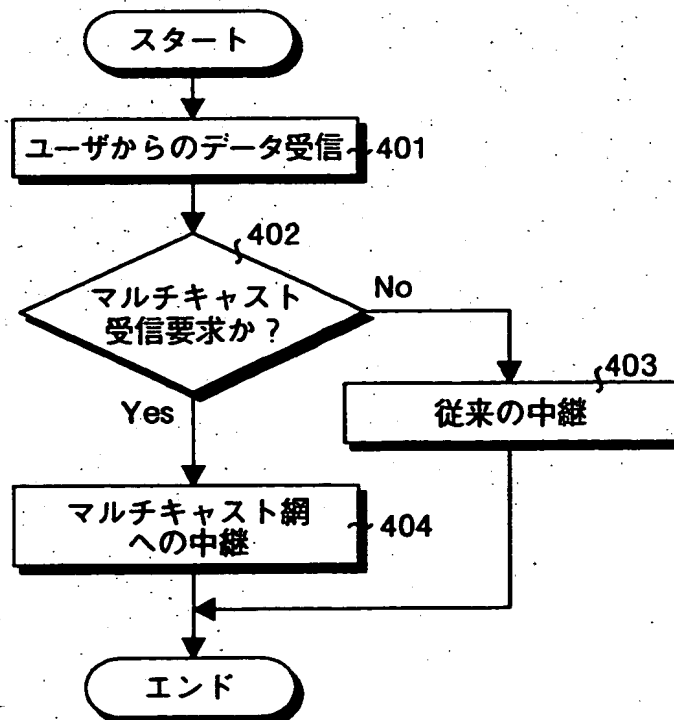 スタート
ユーザからのデータ受信
401
402
マルチキャスト
受信要求か?
No
403
従来の中継
Yes
マルチキャスト網
への中継
404
エンド